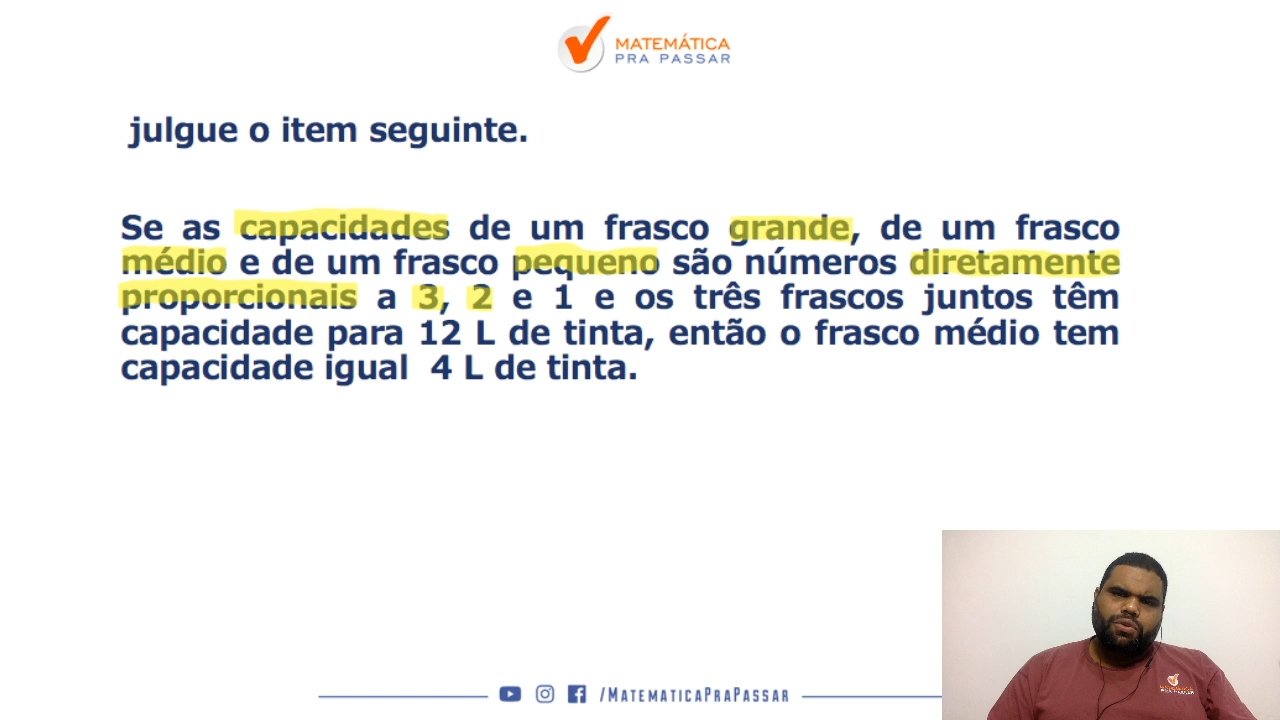 MATEMÁTICA
PRA PASSAR
julgue o item seguinte.
Se as capacidades de um frasco grande, de um frasco
médio e de um frasco pequeno são números diretamente
proporcionais a 3, 2 e 1 e os três frascos juntos têm
capacidade para 12 L de tinta, então o frasco médio tem
capacidade igual 4 L de tinta.
/MATEMATICAPRAPASSAR